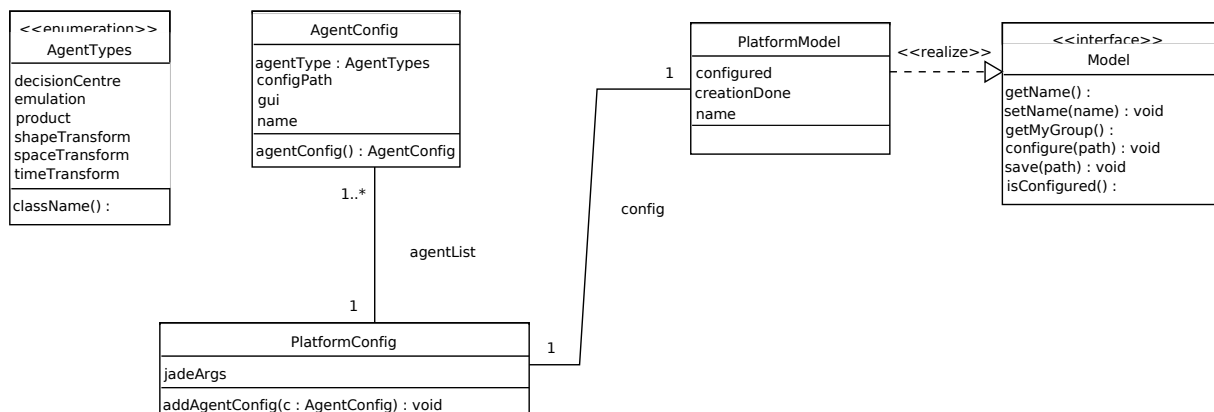 <<enumeration>>
AgentTypes
decisionCentre
emulation
product
shapeTransform
spaceTransform
timeTransform
className() :
AgentConfig
agentType : AgentTypes
configPath
gui
name
agentConfig() : AgentConfig
1..*
agentList
1
PlatformConfig
jadeArgs
addAgentConfig(c : AgentConfig) : void
1
config
1
PlatformModel
configured
creationDone
name
<<realize>>
<<interface>>
Model
getName() :
setName(name) : void
getMyGroup() :
configure(path) : void
save(path) : void
isConfigured() :